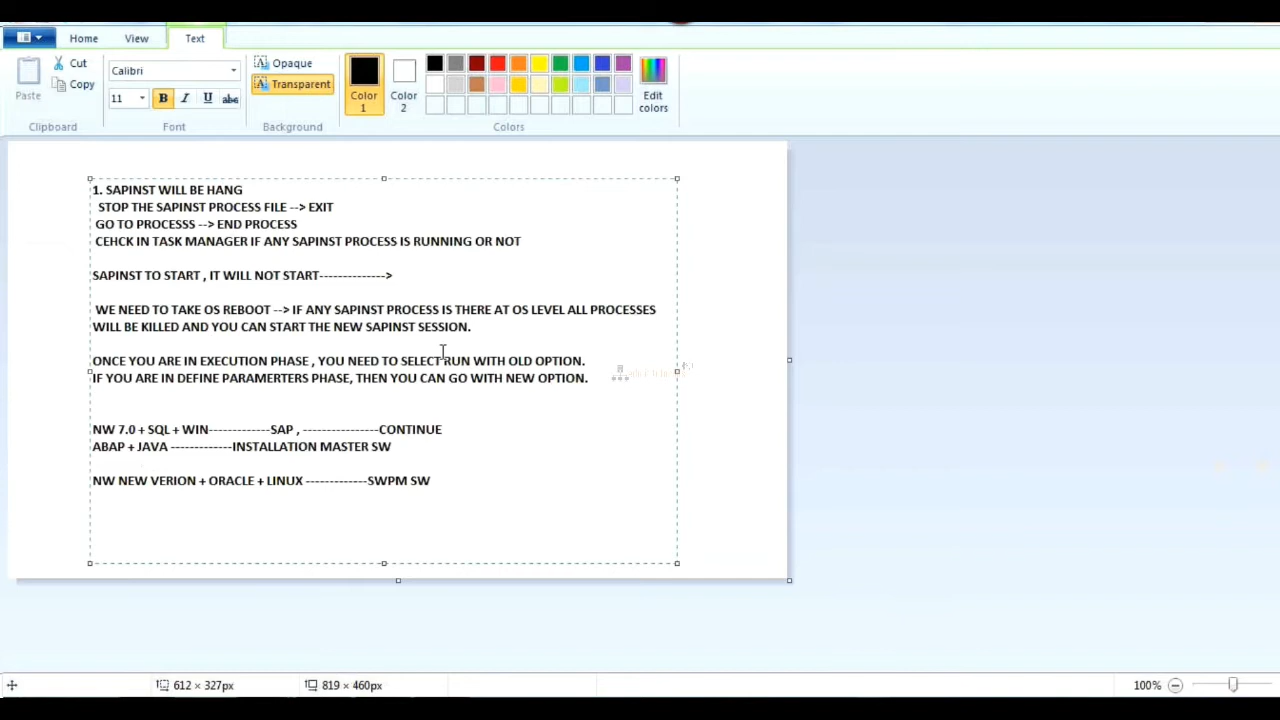 Home View Text
Cut
Copy
Paste
Clipboard
Calibri
11 B I U abc
Font
Opaque
Transparent
Background
Color 1
Color 2
Edit colors
Colors
1. SAPINST WILL BE HANG
STOP THE SAPINST PROCESS FILE --> EXIT
GO TO PROCESSS --> END PROCESS
CEHCK IN TASK MANAGER IF ANY SAPINST PROCESS IS RUNNING OR NOT
SAPINST TO START , IT WILL NOT START-------------->
WE NEED TO TAKE OS REBOOT --> IF ANY SAPINST PROCESS IS THERE AT OS LEVEL ALL PROCESSES
WILL BE KILLED AND YOU CAN START THE NEW SAPINST SESSION.
ONCE YOU ARE IN EXECUTION PHASE , YOU NEED TO SELECT RUN WITH OLD OPTION.
IF YOU ARE IN DEFINE PARAMERTERS PHASE, THEN YOU CAN GO WITH NEW OPTION.
NW 7.0 + SQL + WIN-------------SAP , ----------------CONTINUE
ABAP + JAVA -------------INSTALLATION MASTER SW
NW NEW VERION + ORACLE + LINUX -------------SWPM SW
612 × 327px 819 × 460px 100%